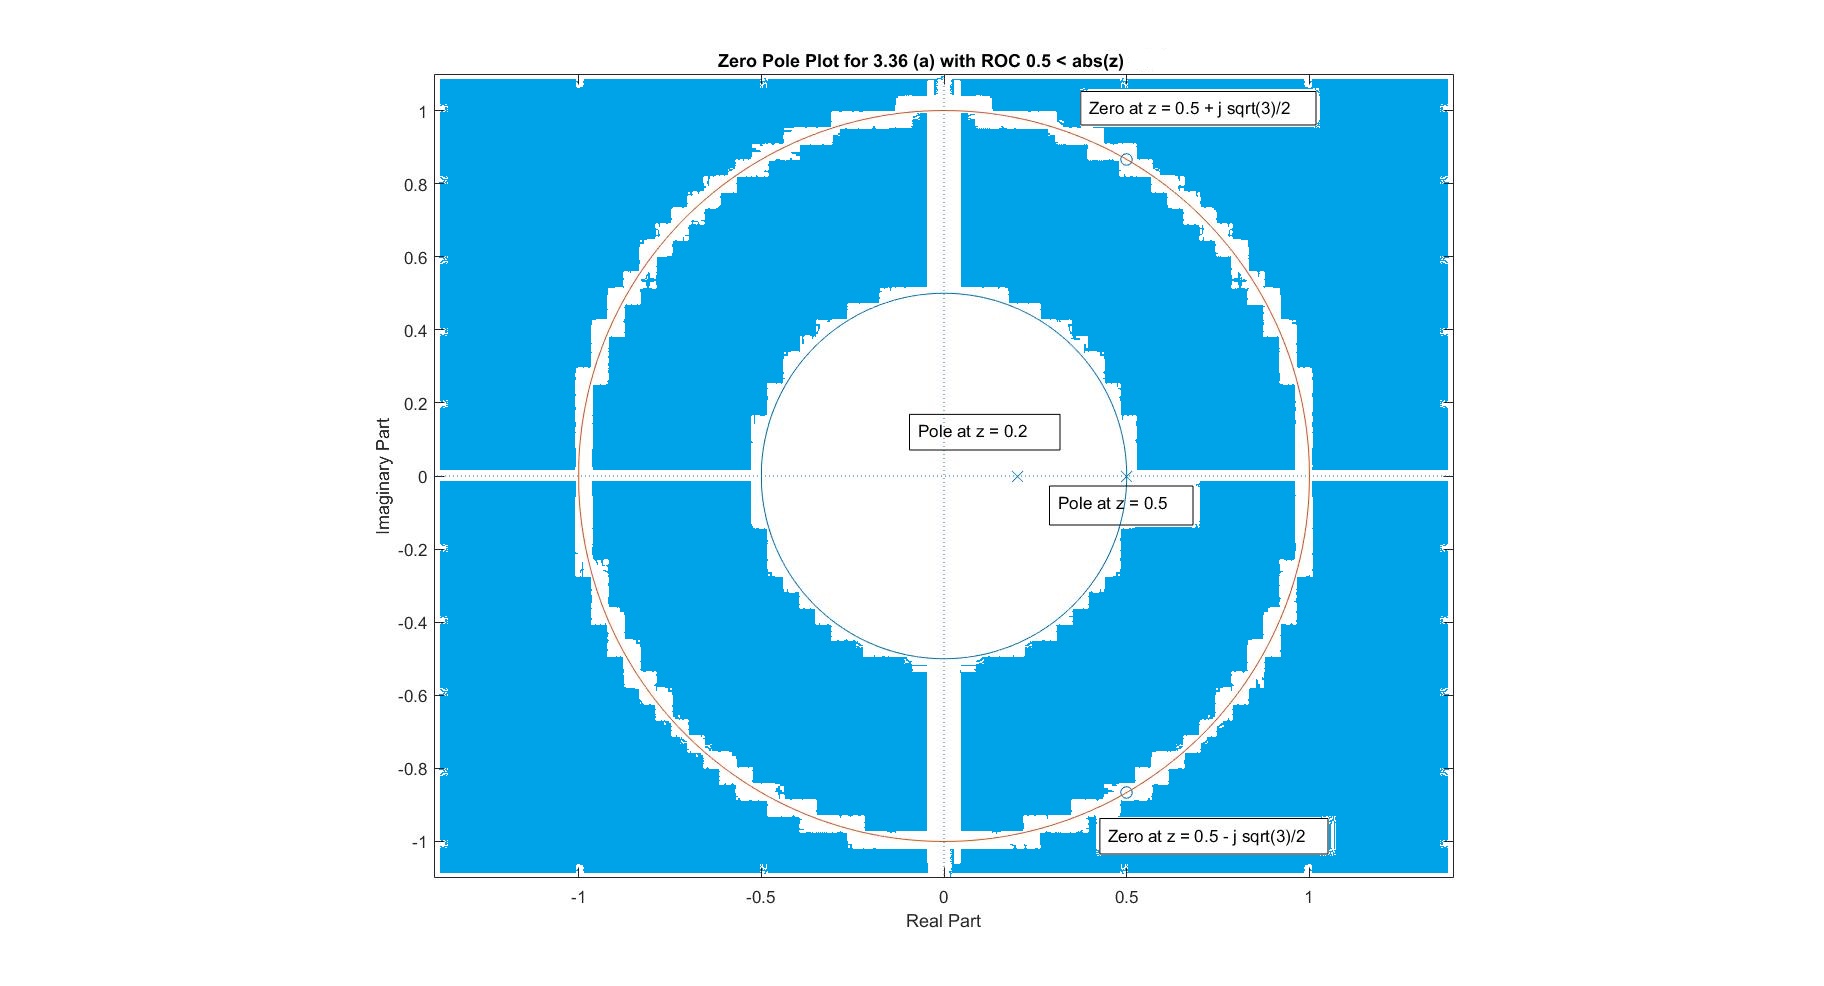 Zero Pole Plot for 3.36 (a) with ROC 0.5 < abs(z)
Zero at z = 0.5 + j sqrt(3)/2
1
0.8
0.6
0.4
0.2
0
-0.2
-0.4
-0.6
-0.8
-1
Imaginary Part
Pole at z = 0.2
Pole at z = 0.5
Zero at z = 0.5 - j sqrt(3)/2
-1
-0.5
0
0.5
1
Real Part